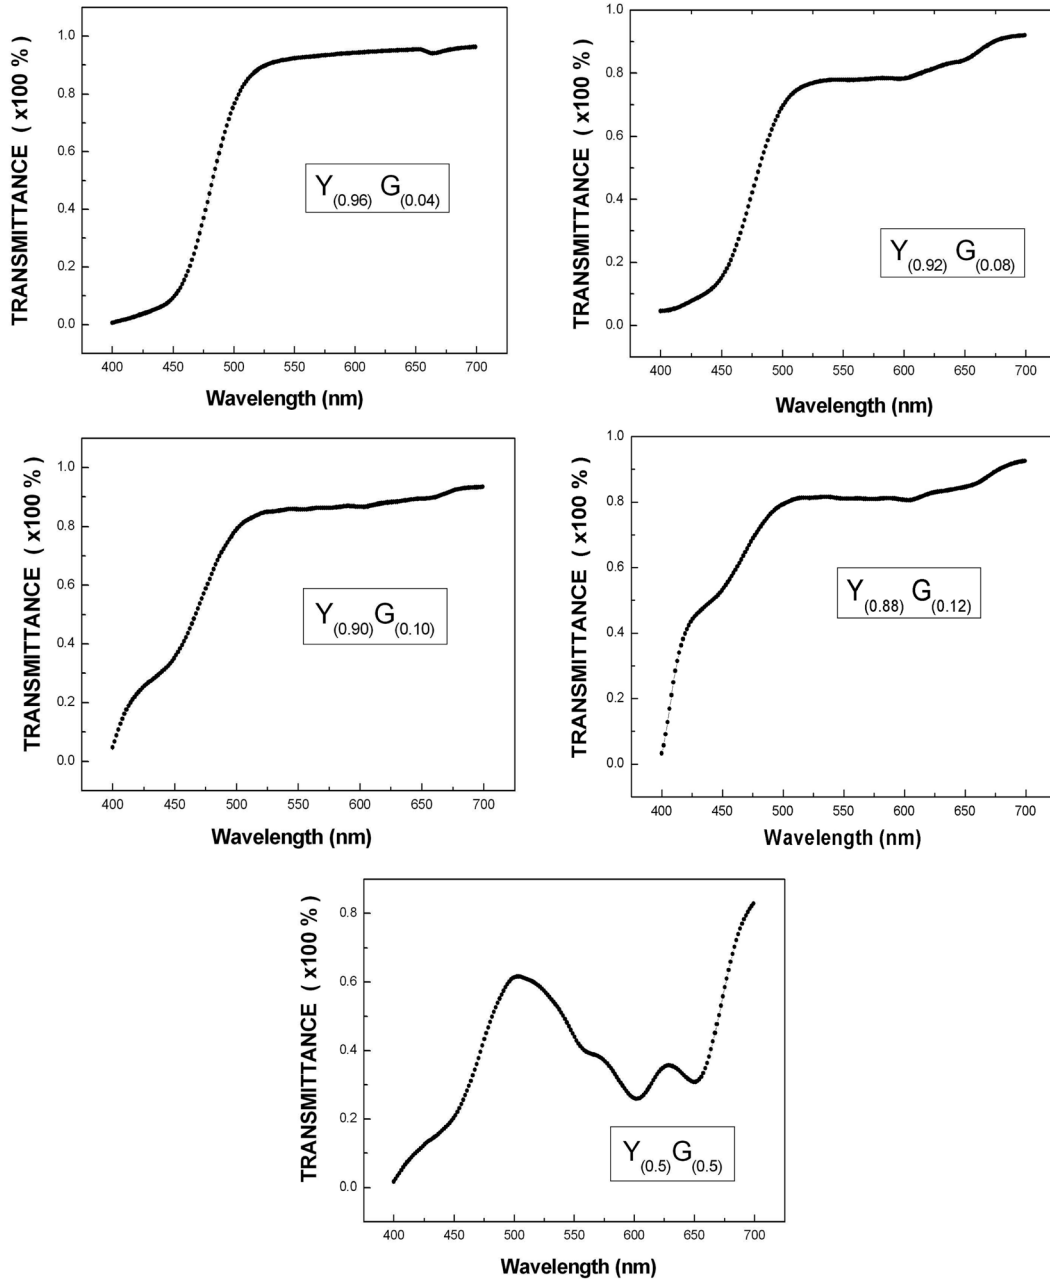 TRANSMITTANCE ( x100 % )
1.0
0.8
0.6
0.4
0.2
0.0
Y(0.96) G(0.04)
400 450 500 550 600 650 700
Wavelength (nm)
TRANSMITTANCE ( x100 % )
1.0
0.8
0.6
0.4
0.2
0.0
Y(0.92) G(0.08)
400 450 500 550 600 650 700
Wavelength (nm)
TRANSMITTANCE ( x100 % )
1.0
0.8
0.6
0.4
0.2
0.0
Y(0.90) G(0.10)
400 450 500 550 600 650 700
Wavelength (nm)
TRANSMITTANCE ( x100 % )
1.0
0.8
0.6
0.4
0.2
0.0
Y(0.88) G(0.12)
400 450 500 550 600 650 700
Wavelength (nm)
TRANSMITTANCE ( x100 % )
0.8
0.6
0.4
0.2
0.0
Y(0.5) G(0.5)
400 450 500 550 600 650 700
Wavelength (nm)